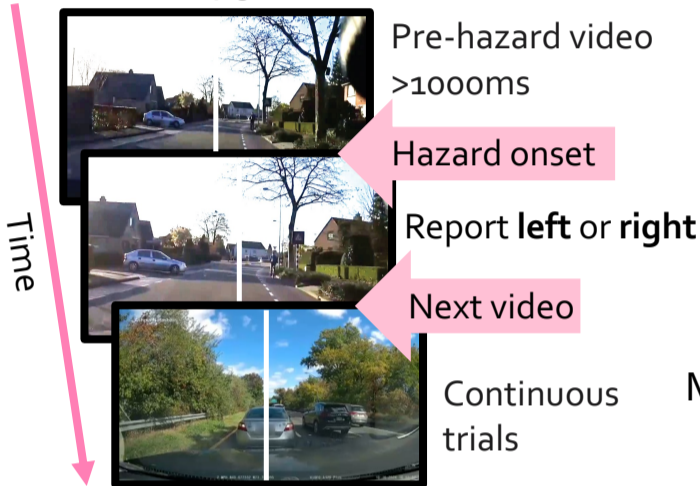 Pre-hazard video
>1000ms
Hazard onset
Report left or right
Time
Next video
Continuous
trials